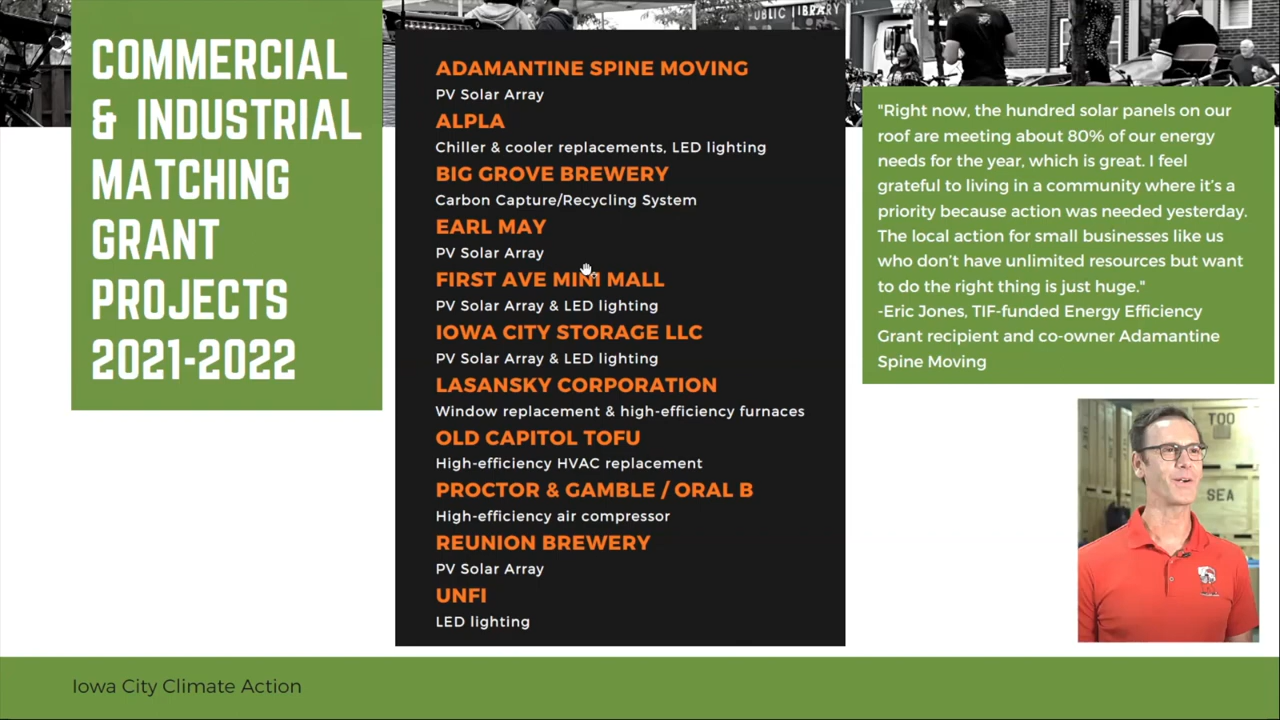 COMMERCIAL
& INDUSTRIAL
MATCHING
GRANT
PROJECTS
2021-2022
PUBLIC LIBRARY
ADAMANTINE SPINE MOVING
PV Solar Array
ALPLA
Chiller & cooler replacements, LED lighting
BIG GROVE BREWERY
Carbon Capture/Recycling System
EARL MAY
PV Solar Array
FIRST AVE MINI MALL
PV Solar Array & LED lighting
IOWA CITY STORAGE LLC
PV Solar Array & LED lighting
LASANSKY CORPORATION
Window replacement & high-efficiency furnaces
OLD CAPITOL TOFU
High-efficiency HVAC replacement
PROCTOR & GAMBLE / ORAL B
High-efficiency air compressor
REUNION BREWERY
PV Solar Array
UNFI
LED lighting
"Right now, the hundred solar panels on our
roof are meeting about 80% of our energy
needs for the year, which is great. I feel
grateful to living in a community where it's a
priority because action was needed yesterday.
The local action for small businesses like us
who don't have unlimited resources but want
to do the right thing is just huge."
-Eric Jones, TIF-funded Energy Efficiency
Grant recipient and co-owner Adamantine
Spine Moving
TOO
SEA
Iowa City Climate Action